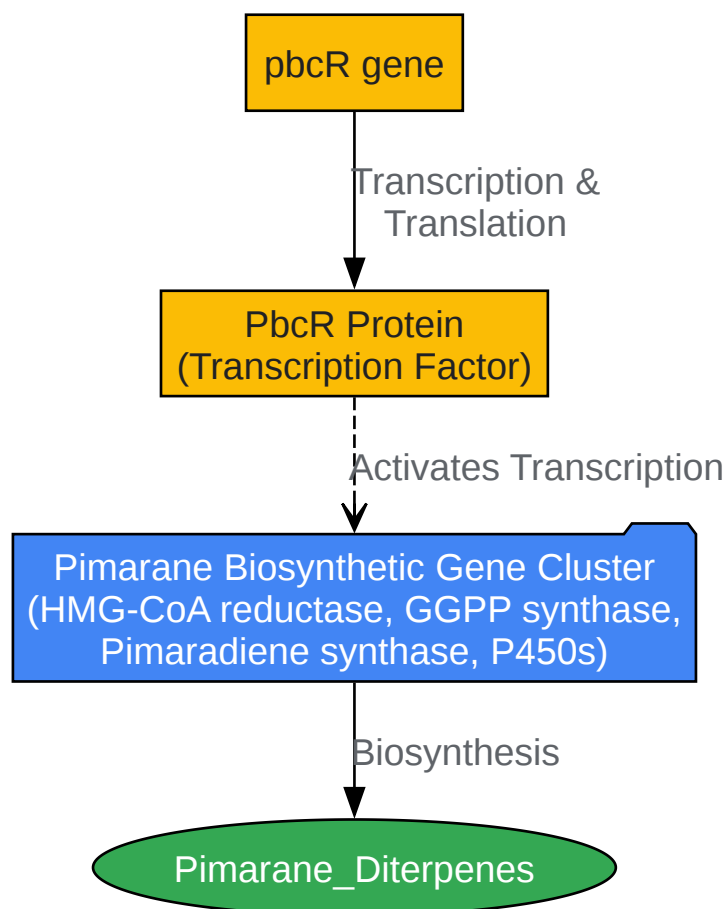 pbcR gene
Transcription &
Translation
PbcR Protein
(Transcription Factor)
Activates Transcription
Pimarane Biosynthetic Gene Cluster
(HMG-CoA reductase, GGPP synthase,
Pimaradiene synthase, P450s)
Biosynthesis
Pimarane_Diterpenes